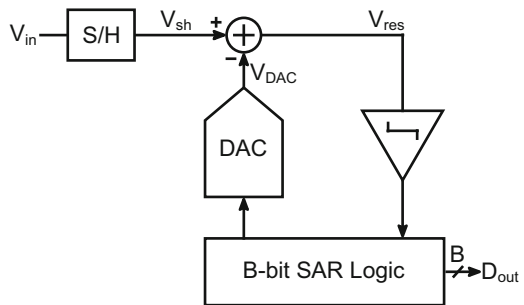 V_in
S/H
V_sh
+
−
V_DAC
V_res
DAC
B-bit SAR Logic
B
D_out